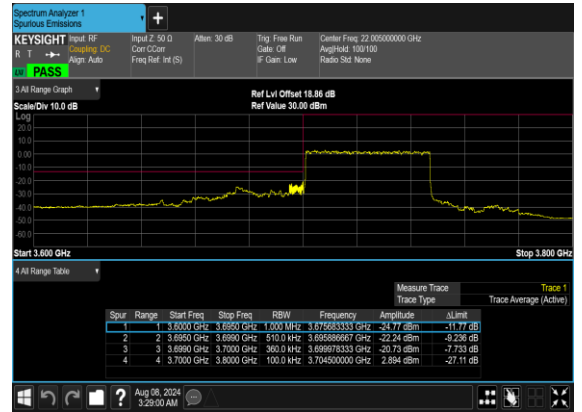 Spectrum Analyzer 1
Spurious Emissions
+
KEYSIGHT Input: RF Input Z: 50 Ω Atten: 30 dB Trig: Free Run Center Freq: 22.005000000 GHz
R T Coupling: DC Corr CCorr Gate: Off Avg|Hold: 100/100
Align: Auto Freq Ref: Int (S) IF Gain: Low Radio Std: None
PASS
3 All Range Graph
Ref Lvl Offset 18.86 dB
Scale/Div 10.0 dB Ref Value 30.00 dBm
Log
20.0
10.0
0.00
-10.0
-20.0
-30.0
-40.0
-50.0
-60.0
Start 3.600 GHz Stop 3.800 GHz
4 All Range Table
Measure Trace Trace 1
Trace Type Trace Average (Active)
Spur Range Start Freq Stop Freq RBW Frequency Amplitude ΔLimit
1 1 3.6000 GHz 3.6950 GHz 1.000 MHz 3.675683333 GHz -24.77 dBm -11.77 dB
2 2 3.6950 GHz 3.6990 GHz 510.0 kHz 3.695886667 GHz -22.24 dBm -9.236 dB
3 3 3.6990 GHz 3.7000 GHz 360.0 kHz 3.699978333 GHz -20.73 dBm -7.733 dB
4 4 3.7000 GHz 3.8000 GHz 100.0 kHz 3.704500000 GHz 2.894 dBm -27.11 dB
? Aug 08, 2024
3:29:00 AM